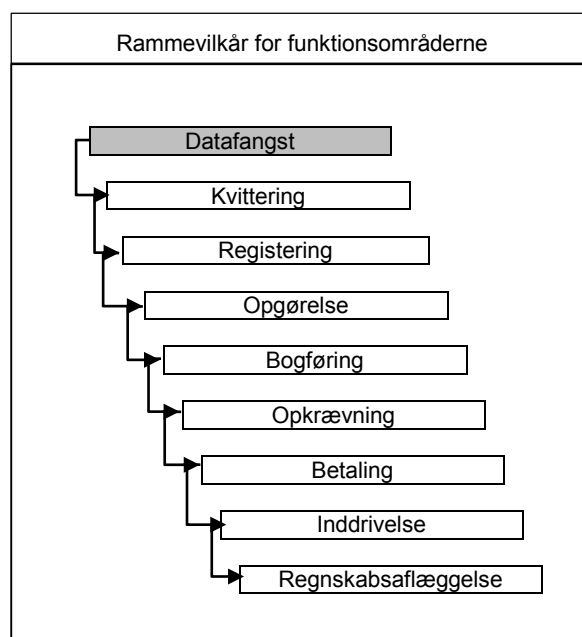 Rammevilkår for funktionsområderne
Datafangst
Kvittering
Registering
Opgørelse
Bogføring
Opkrævning
Betaling
Inddrivelse
Regnskabsaflæggelse